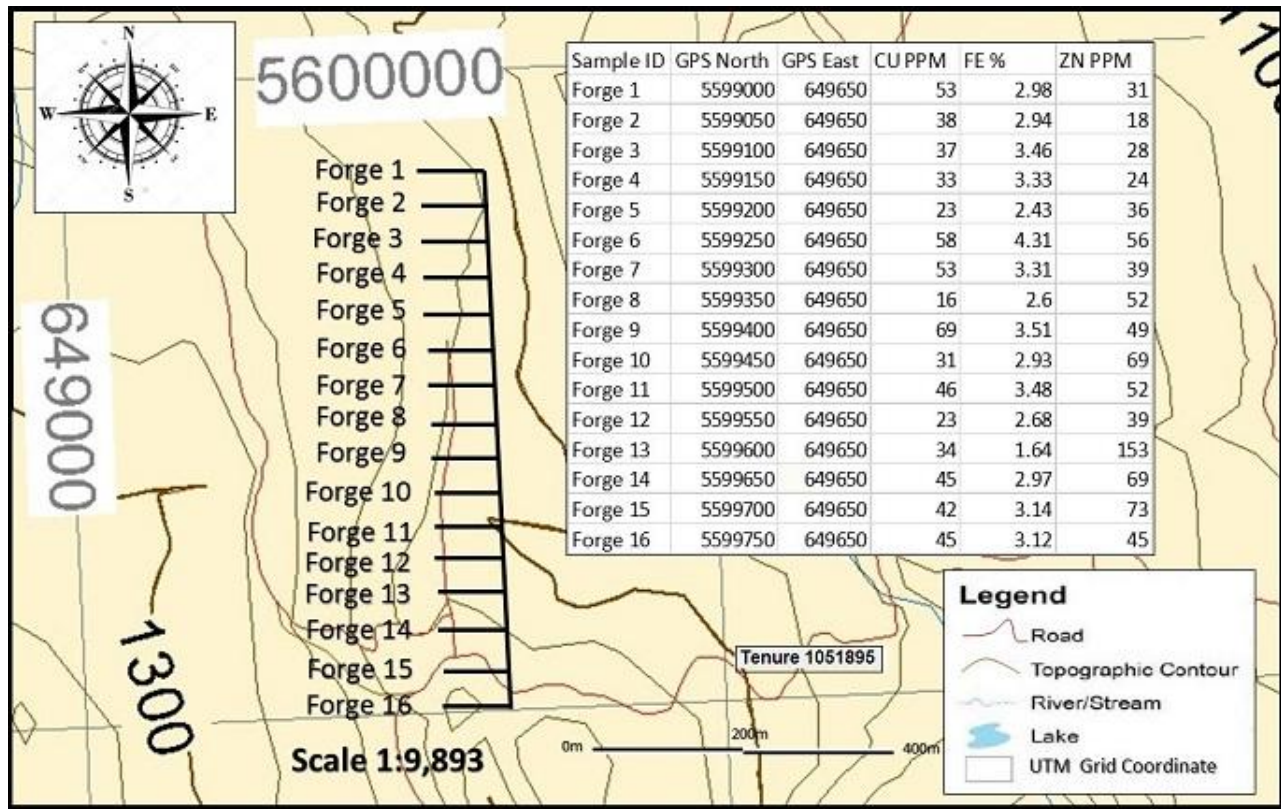 N
W
E
S
5600000
1100
649000
1300
Forge 1
Forge 2
Forge 3
Forge 4
Forge 5
Forge 6
Forge 7
Forge 8
Forge 9
Forge 10
Forge 11
Forge 12
Forge 13
Forge 14
Forge 15
Forge 16
Scale 1:9,893
Sample ID GPS North GPS East CU PPM FE % ZN PPM
Forge 1 5599000 649650 53 2.98 31
Forge 2 5599050 649650 38 2.94 18
Forge 3 5599100 649650 37 3.46 28
Forge 4 5599150 649650 33 3.33 24
Forge 5 5599200 649650 23 2.43 36
Forge 6 5599250 649650 58 4.31 56
Forge 7 5599300 649650 53 3.31 39
Forge 8 5599350 649650 16 2.6 52
Forge 9 5599400 649650 69 3.51 49
Forge 10 5599450 649650 31 2.93 69
Forge 11 5599500 649650 46 3.48 52
Forge 12 5599550 649650 23 2.68 39
Forge 13 5599600 649650 34 1.64 153
Forge 14 5599650 649650 45 2.97 69
Forge 15 5599700 649650 42 3.14 73
Forge 16 5599750 649650 45 3.12 45
Tenure 1051895
0m 200m 400m
Legend
Road
Topographic Contour
River/Stream
Lake
UTM Grid Coordinate